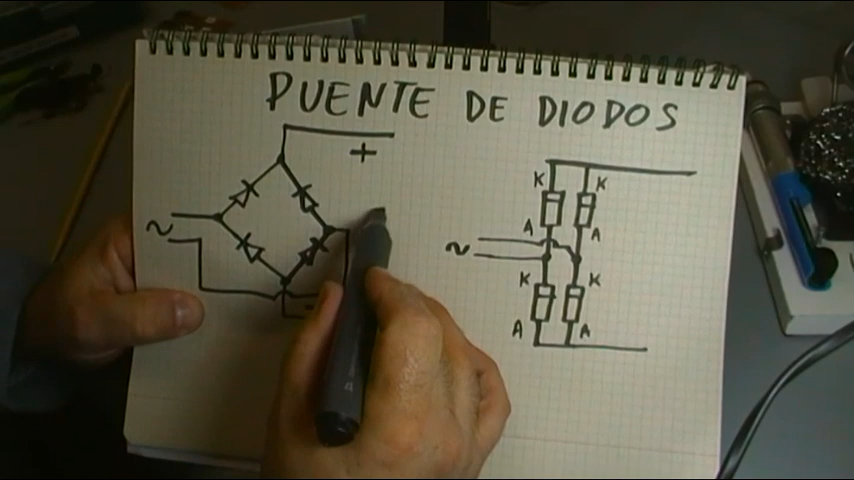 PUENTE DE DIODOS
+
K K
A A
~ ~
K K
-
A A